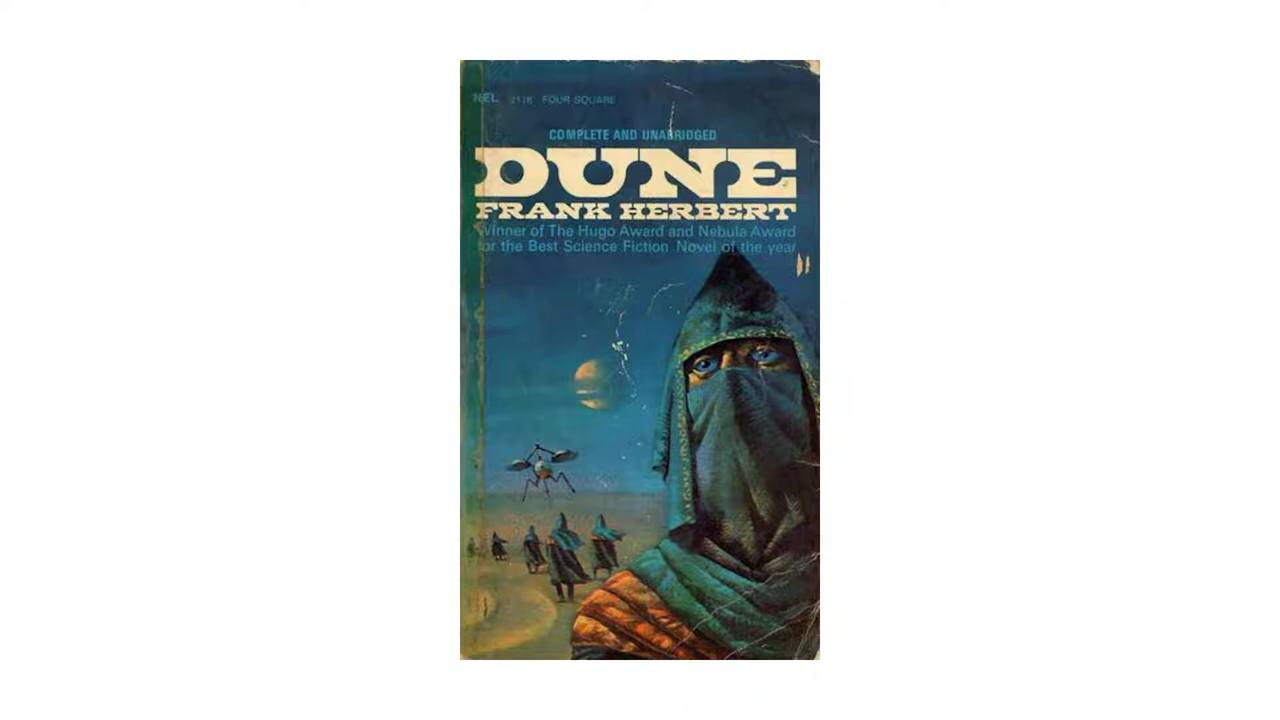 NEL 2116 FOUR SQUARE
COMPLETE AND UNABRIDGED
DUNE
FRANK HERBERT
Winner of The Hugo Award and Nebula Award
for the Best Science Fiction Novel of the year